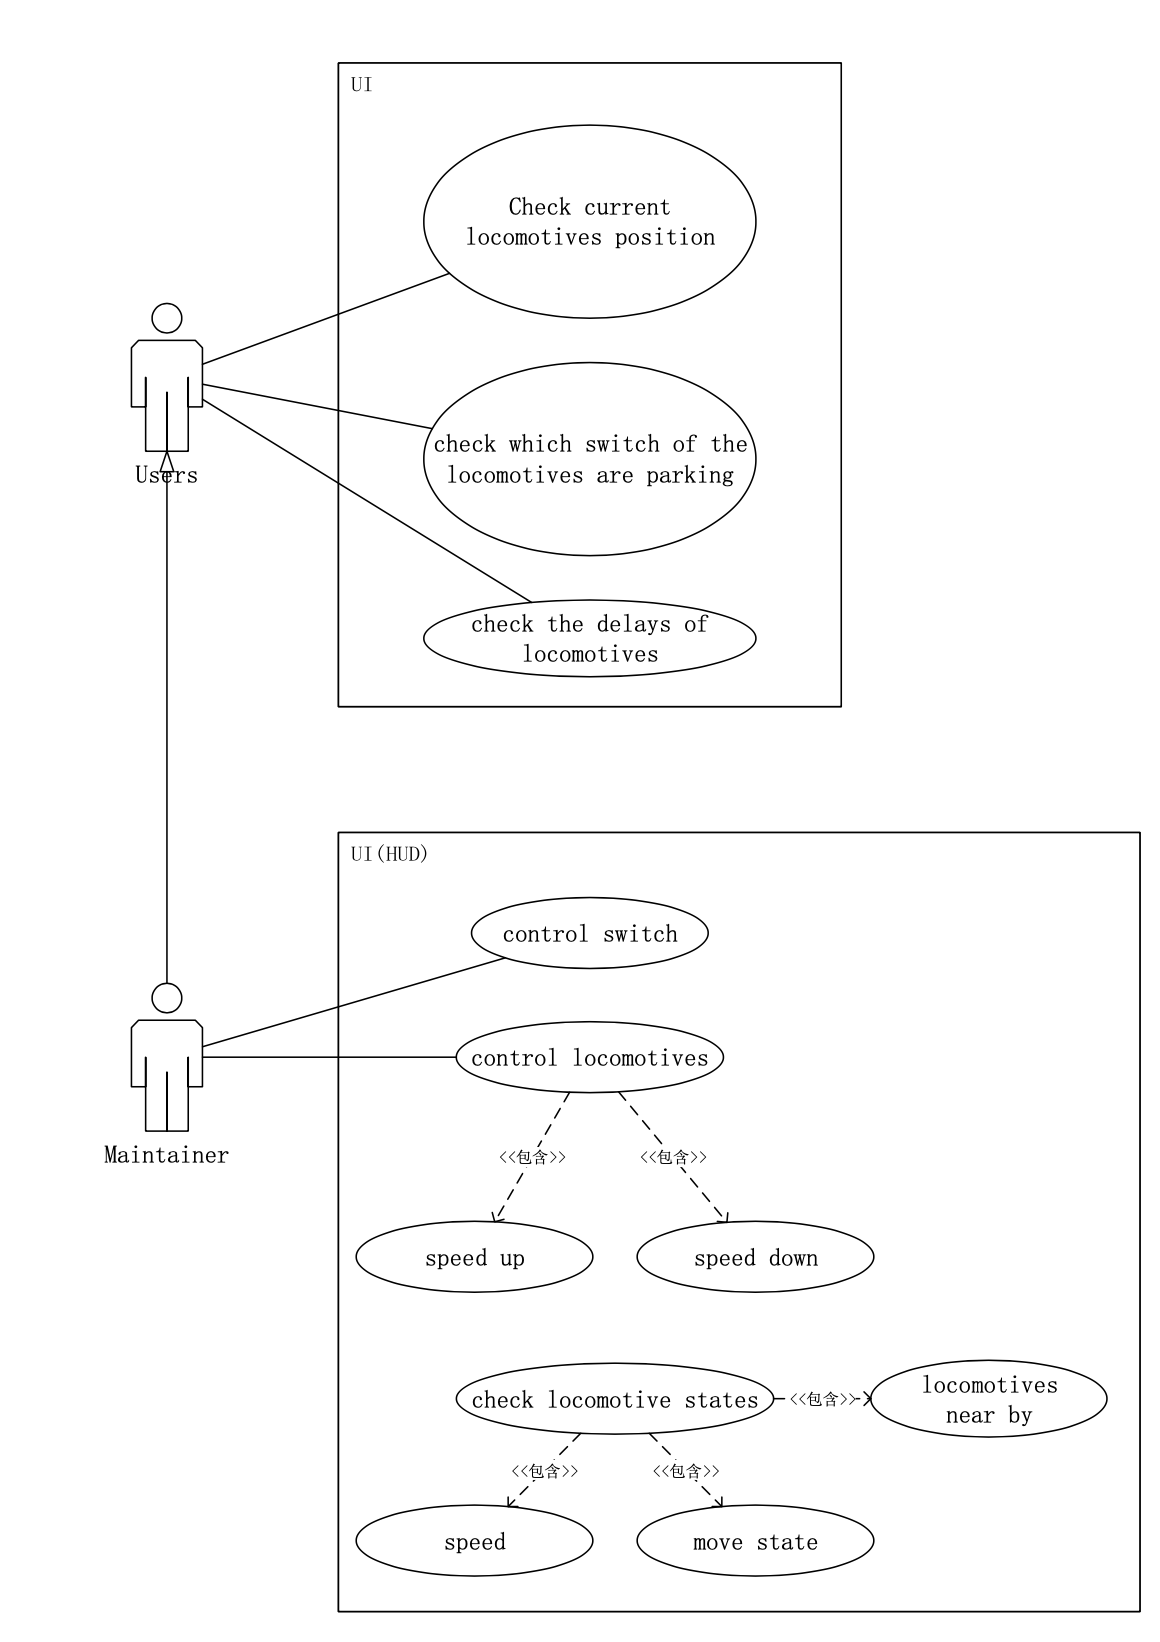 UI
Check current
locomotives position
check which switch of the
locomotives are parking
Users
check the delays of
locomotives
UI(HUD)
control switch
control locomotives
Maintainer
<<包含>>
<<包含>>
speed up
speed down
check locomotive states
<<包含>>
locomotives
near by
<<包含>>
<<包含>>
speed
move state